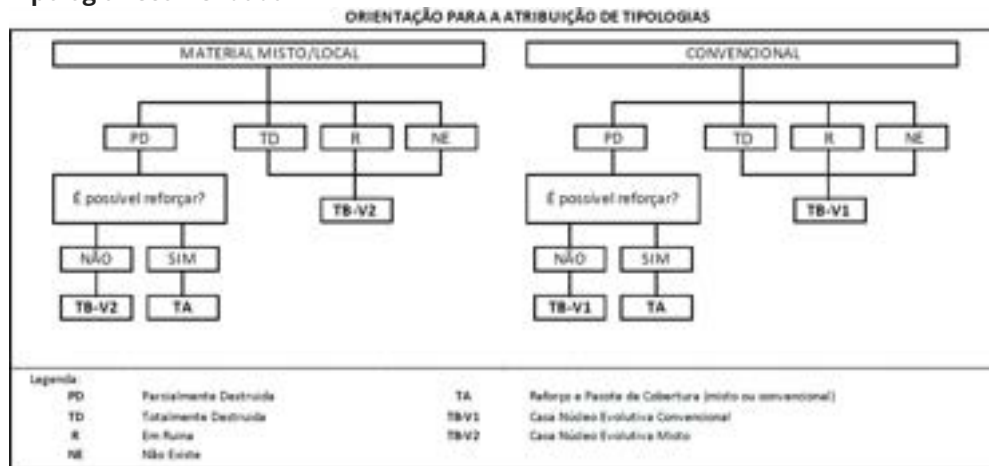 ORIENTAÇÃO PARA A ATRIBUIÇÃO DE TIPOLOGIAS
MATERIAL MISTO/LOCAL
CONVENCIONAL
PD TD R NE
PD TD R NE
É possível reforçar?
TB-V2
É possível reforçar?
TB-V1
NÃO SIM
NÃO SIM
TB-V2 TA
TB-V1 TA
Legenda:
PD Parcialmente Destruida TA Reforço e Pacote de Cobertura (misto ou convencional)
TD Totalmente Destruida TB-V1 Casa Núcleo Evolutiva Convencional
R Em Ruina TB-V2 Casa Núcleo Evolutiva Misto
NE Não Existe